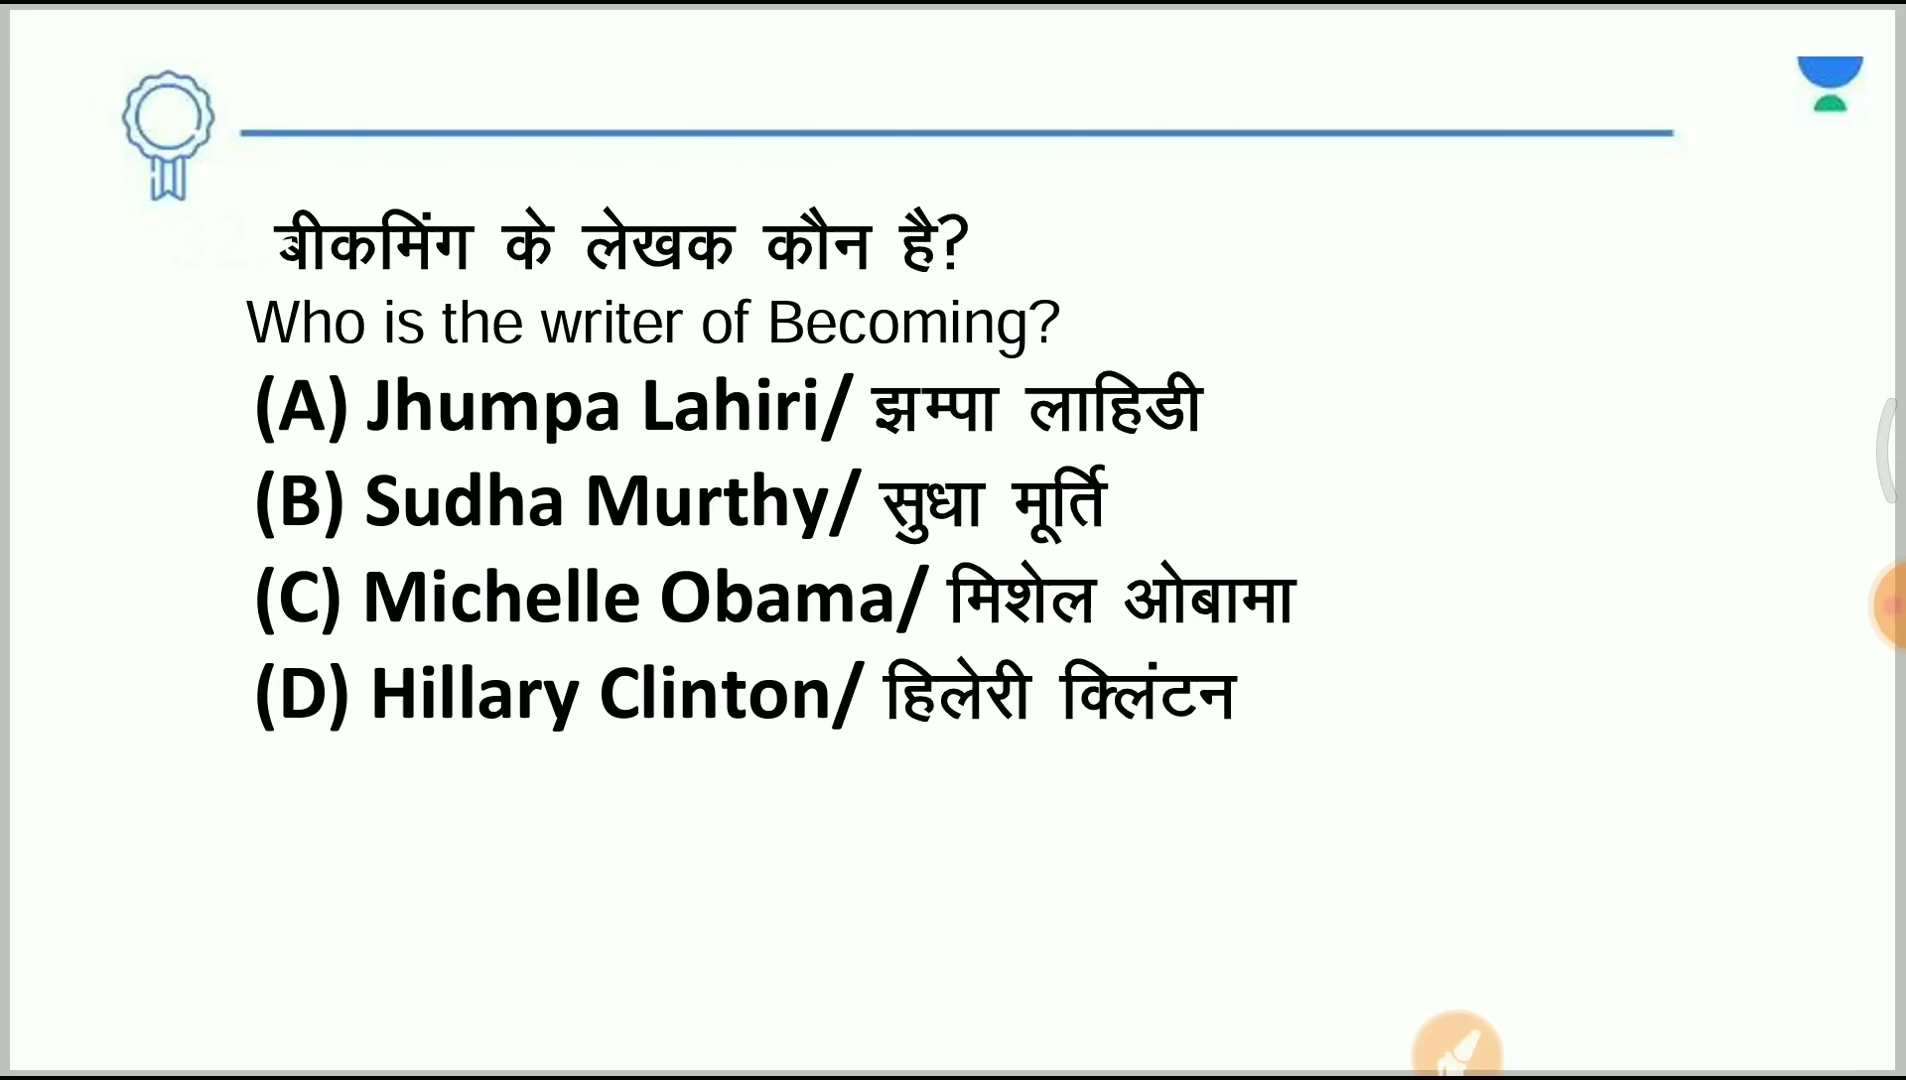 बीकमिंग के लेखक कौन है?
Who is the writer of Becoming?
(A) Jhumpa Lahiri/ झम्पा लाहिडी
(B) Sudha Murthy/ सुधा मूर्ति
(C) Michelle Obama/ मिशेल ओबामा
(D) Hillary Clinton/ हिलेरी क्लिंटन